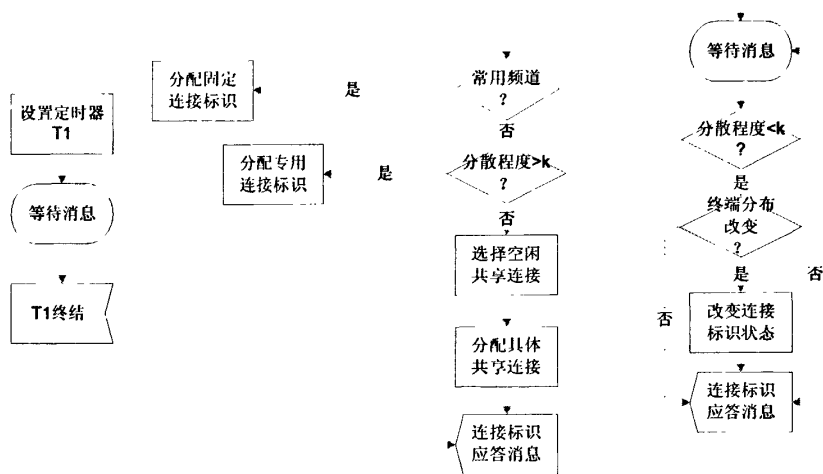 设置定时器
T1
等待消息
T1终结
分配固定
连接标识
是
分配专用
连接标识
是
常用频道
?
否
分散程度>k
?
否
选择空闲
共享连接
分配具体
共享连接
连接标识
应答消息
等待消息
分散程度<k
?
是
终端分布
改变
?
是
否
否
改变连接
标识状态
连接标识
应答消息